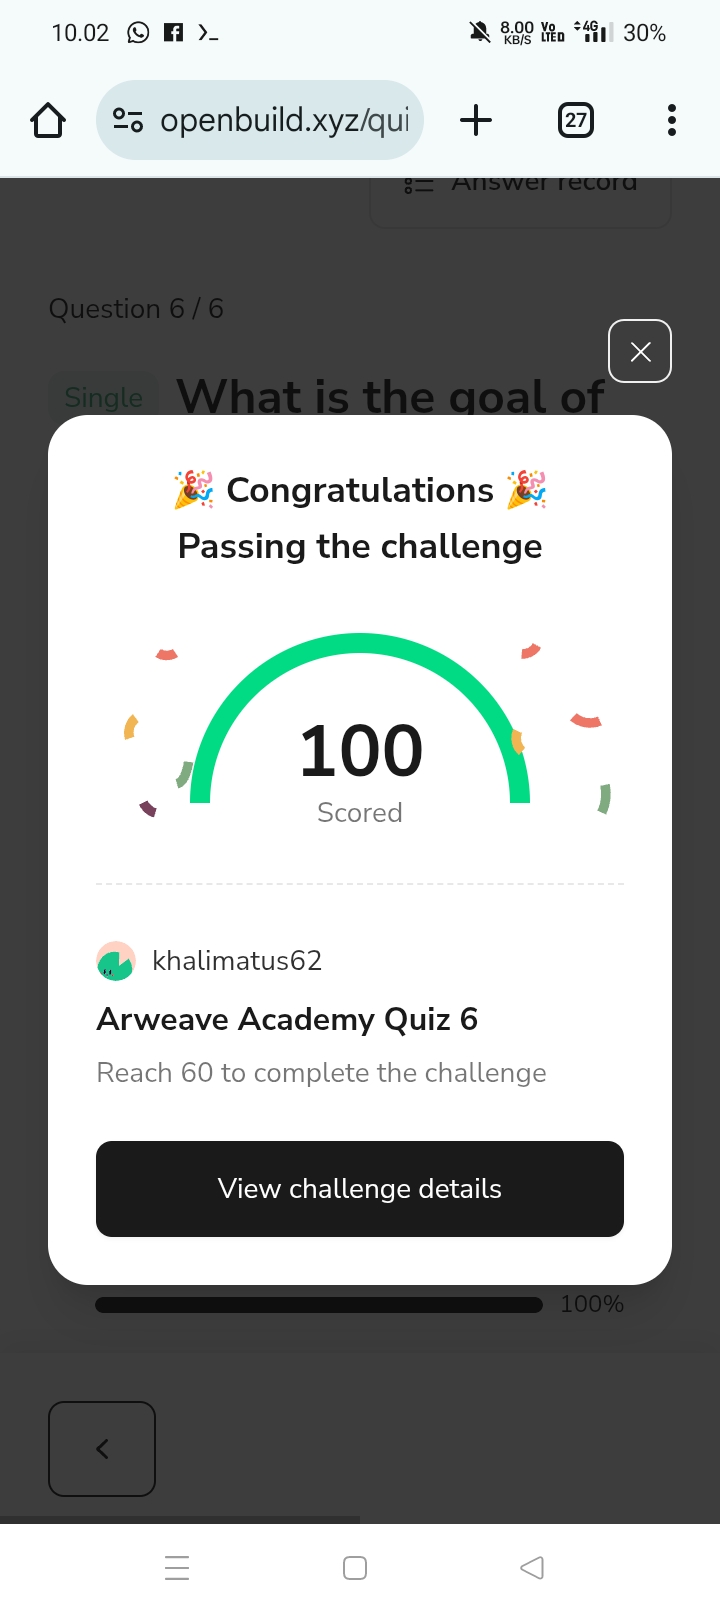 10.02
8.00
KB/S
Vo
LTED
4G
30%
openbuild.xyz/qui
27
Answer record
Question 6 / 6
Single
What is the goal of
🎉 Congratulations 🎉
Passing the challenge
100
Scored
khalimatus62
Arweave Academy Quiz 6
Reach 60 to complete the challenge
View challenge details
100%